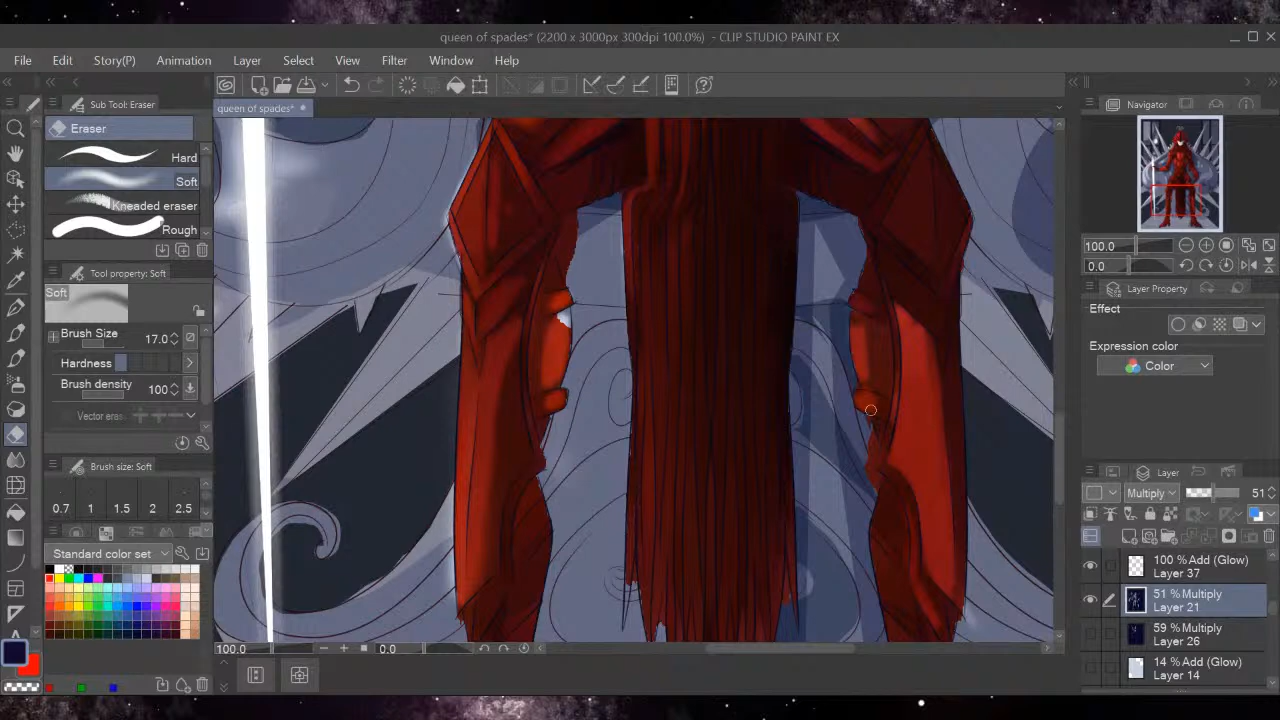 queen of spades* (2200 x 3000px 300dpi 100.0%)  - CLIP STUDIO PAINT EX
File Edit Story(P) Animation Layer Select View Filter Window Help
Sub Tool: Eraser
queen of spades*
Navigator
Eraser
Hard
Soft
Kneaded eraser
Rough
100.0
0.0
Tool property: Soft
Layer Property
Soft
Effect
Brush Size 17.0
Expression color
Hardness
Color
Brush density 100
Vector eras
Brush size: Soft
Layer
Multiply 51
0.7 1 1.5 2 2.5
Standard color set
100 % Add (Glow)
Layer 37
51 % Multiply
Layer 21
59 % Multiply
Layer 26
100.0 0.0
14 % Add (Glow)
Layer 14